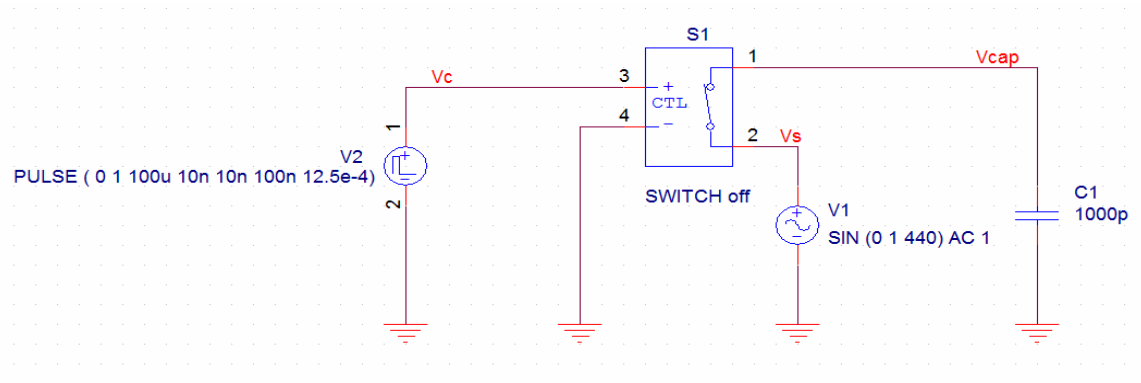 S1
Vc
3
1
Vcap
+
CTL
4
−
1
2
Vs
V2
+
PULSE ( 0 1 100u 10n 10n 100n 12.5e-4)
2
SWITCH off
+
V1
−
SIN (0 1 440) AC 1
C1
1000p